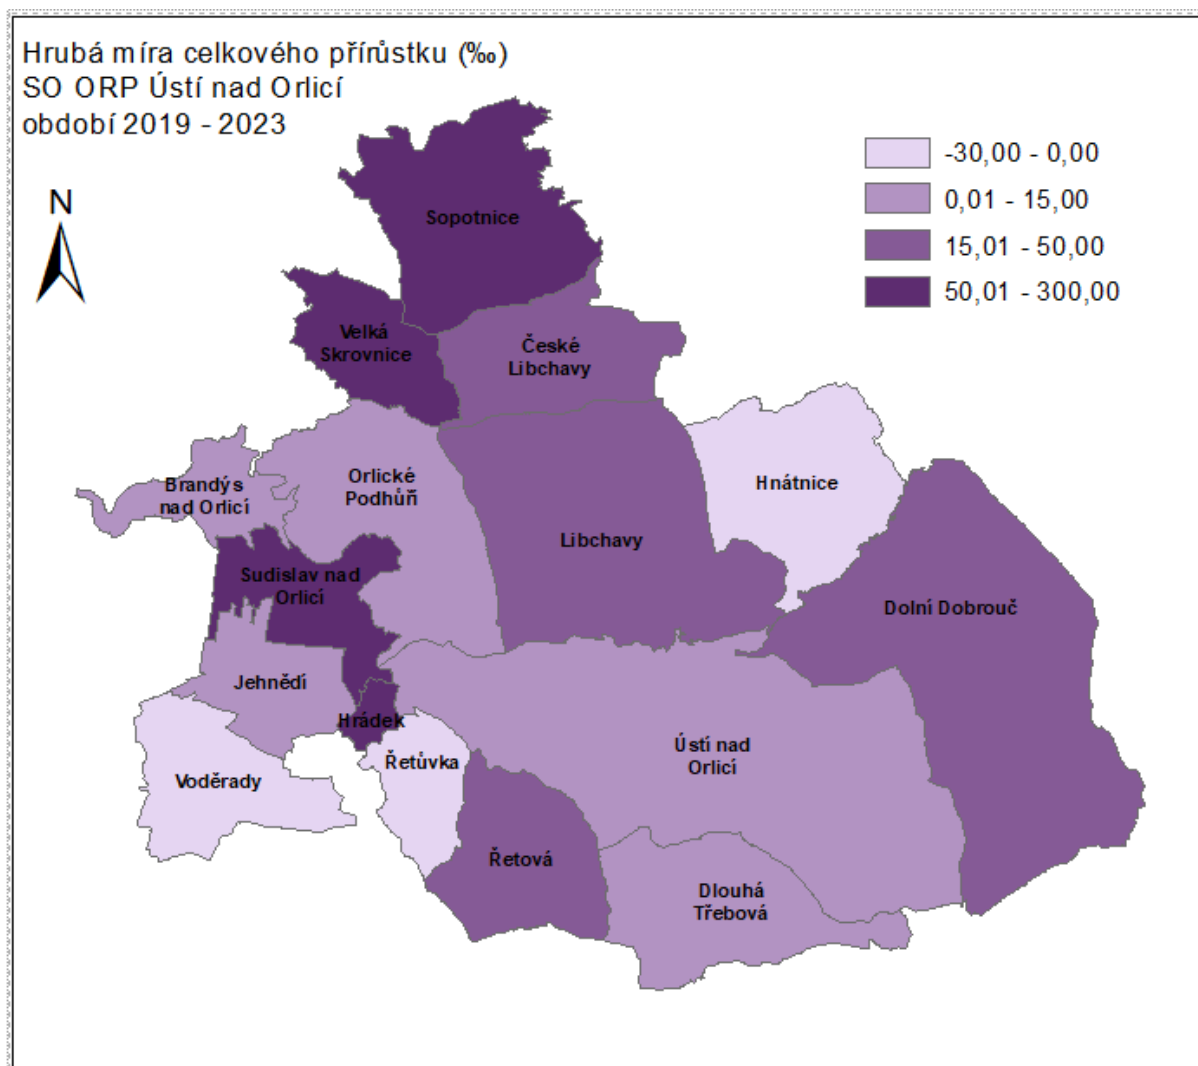 Hrubá míra celkového přírůstku (‰)
SO ORP Ústí nad Orlicí
období 2019 - 2023
N
-30,00 - 0,00
0,01 - 15,00
15,01 - 50,00
50,01 - 300,00
Sopotnice
Velká
Skrovnice
České
Libchavy
Brandýs
nad Orlicí
Orlické
Podhůří
Hnátnice
Libchavy
Sudislav nad
Orlicí
Dolní Dobrouč
Jehnědí
Hrádek
Řetůvka
Ústí nad
Orlicí
Voděrady
Řetová
Dlouhá
Třebová